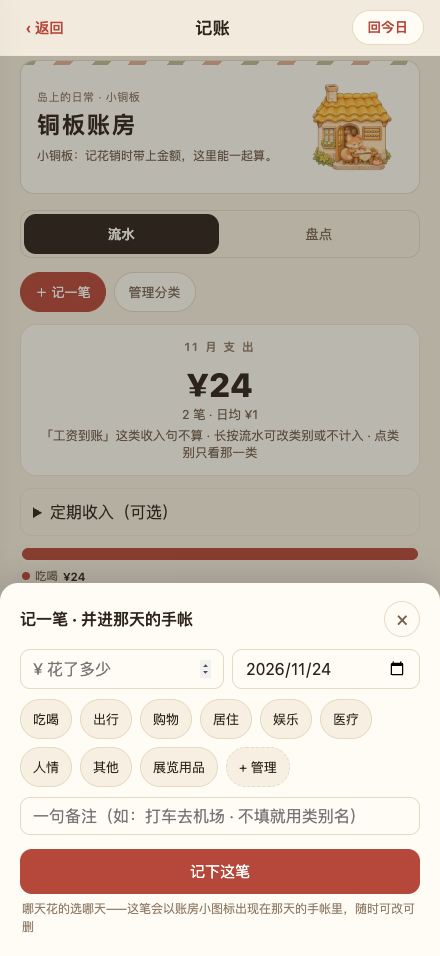 ‹ 返回
记账
回今日
岛上的日常 · 小铜板
铜板账房
小铜板：记花销时带上金额，这里能一起算。
流水
盘点
+ 记一笔
管理分类
11 月 支 出
¥24
2 笔 · 日均 ¥1
「工资到账」这类收入句不算 · 长按流水可改类别或不计入 · 点类
别只看那一类
▶ 定期收入（可选）
吃喝 ¥24
记一笔 · 并进那天的手帐
×
¥ 花了多少
2026/11/24
吃喝
出行
购物
居住
娱乐
医疗
人情
其他
展览用品
+ 管理
一句备注（如：打车去机场 · 不填就用类别名）
记下这笔
哪天花的选哪天——这笔会以账房小图标出现在那天的手帐里，随时可改可
删